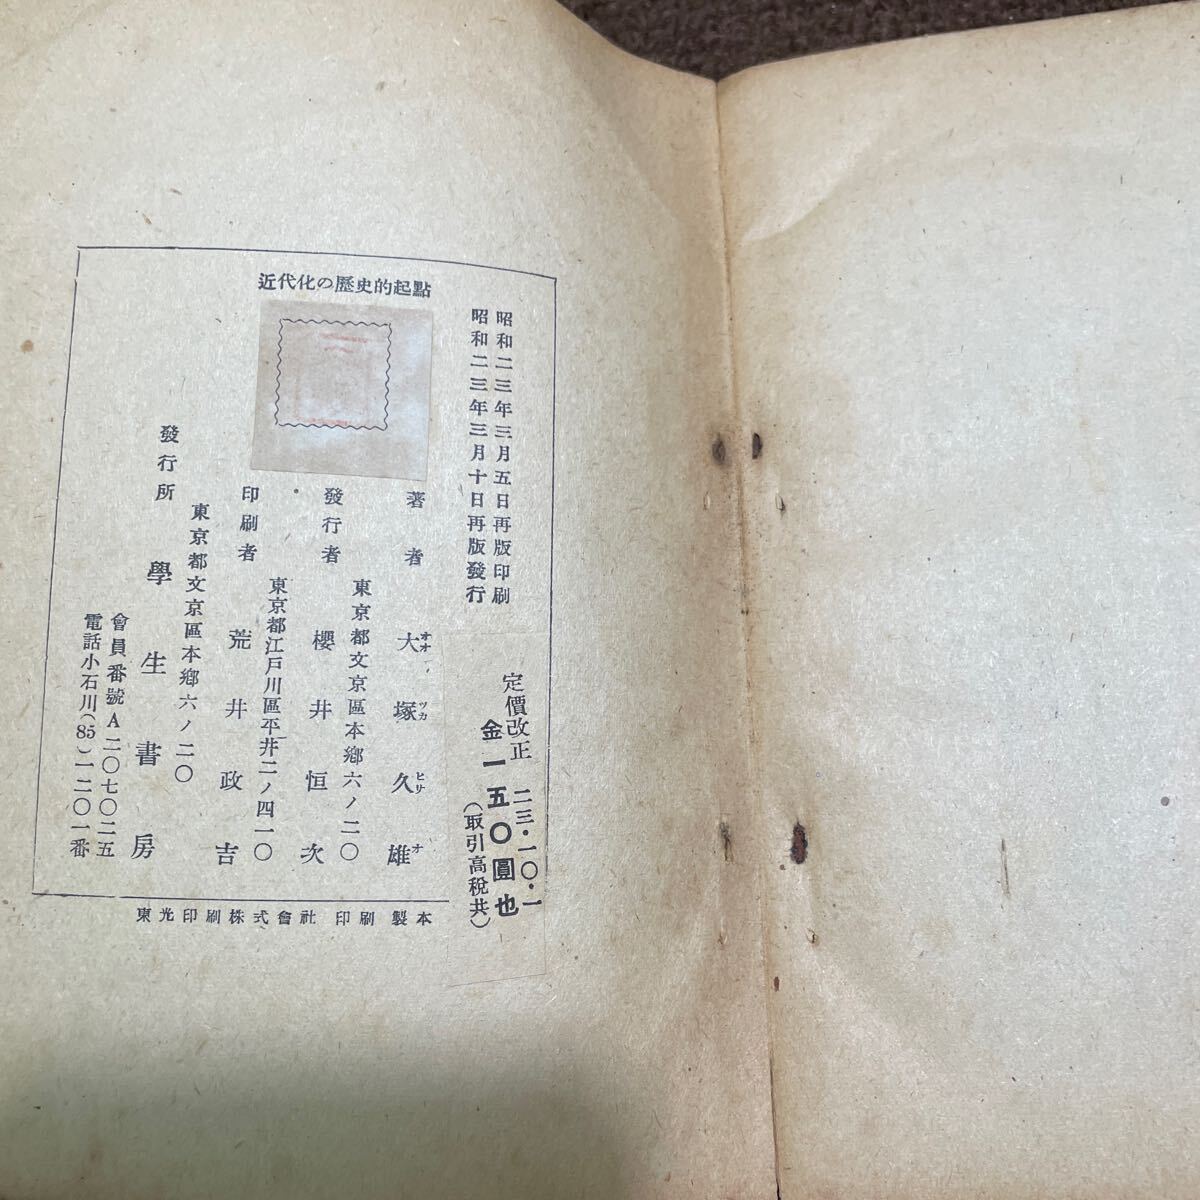 近代化の歷史的起點
昭和二三年三月五日再版印刷
昭和二三年三月十日再版發行
定價改正 二三・一〇・一
金一五〇圓也
(取引高稅共)
著者 大塚久雄
オオ ツカ ヒサ オ
東京都文京區本鄕六ノ二〇
發行者 櫻井恒次
東京都江戸川區平井二ノ四一〇
印刷者 荒井政吉
東京都文京區本鄕六ノ二〇
發行所 學生書房
會員番號A二〇七〇二五
電話小石川(85)一二〇一番
東光印刷株式會社 印刷 製本